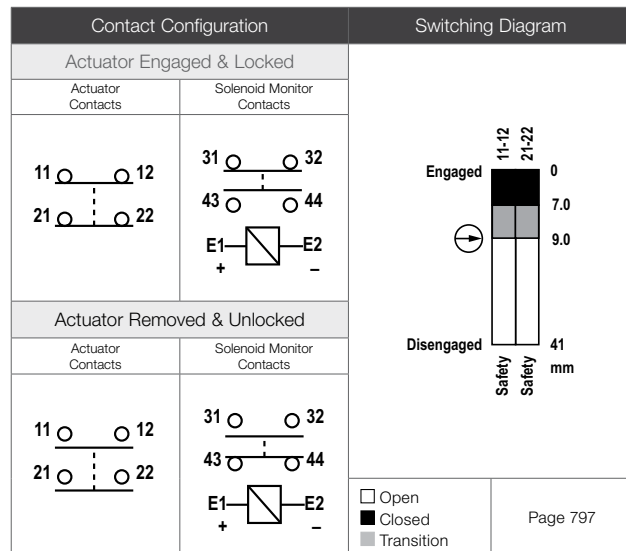 Contact Configuration
Switching Diagram
Actuator Engaged & Locked
Actuator
Contacts
Solenoid Monitor
Contacts
11 12
21 22
31 32
43 44
E1 E2
+ –
Actuator Removed & Unlocked
Actuator
Contacts
Solenoid Monitor
Contacts
11 12
21 22
31 32
43 44
E1 E2
+ –
11-12
21-22
Engaged 0
7.0
9.0
Disengaged 41
mm
Safety
Safety
Open
Closed
Transition
Page 797